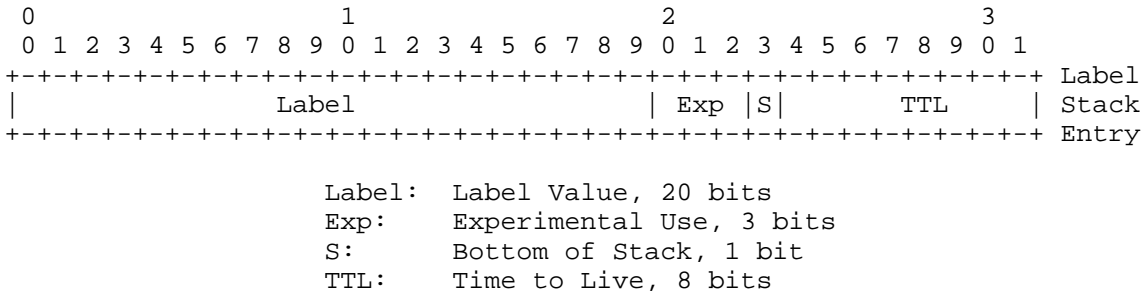 0                   1                   2                   3
 0 1 2 3 4 5 6 7 8 9 0 1 2 3 4 5 6 7 8 9 0 1 2 3 4 5 6 7 8 9 0 1
+-+-+-+-+-+-+-+-+-+-+-+-+-+-+-+-+-+-+-+-+-+-+-+-+-+-+-+-+-+-+-+-+ Label
|                Label                  | Exp |S|       TTL     | Stack
+-+-+-+-+-+-+-+-+-+-+-+-+-+-+-+-+-+-+-+-+-+-+-+-+-+-+-+-+-+-+-+-+ Entry
                    Label:  Label Value, 20 bits
                    Exp:    Experimental Use, 3 bits
                    S:      Bottom of Stack, 1 bit
                    TTL:    Time to Live, 8 bits